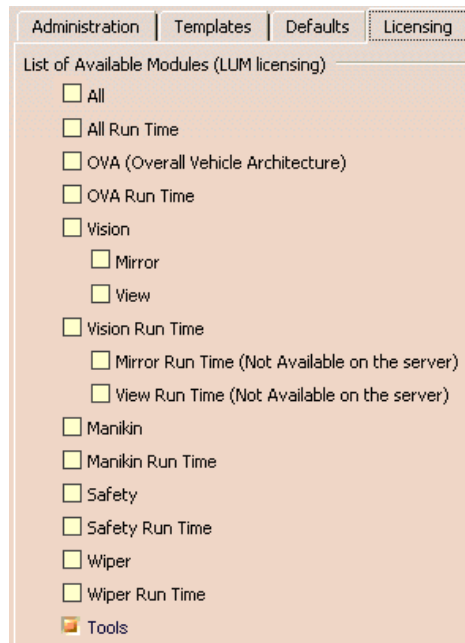 Administration Templates Defaults Licensing
List of Available Modules (LUM licensing)
All
All Run Time
OVA (Overall Vehicle Architecture)
OVA Run Time
Vision
Mirror
View
Vision Run Time
Mirror Run Time (Not Available on the server)
View Run Time (Not Available on the server)
Manikin
Manikin Run Time
Safety
Safety Run Time
Wiper
Wiper Run Time
Tools